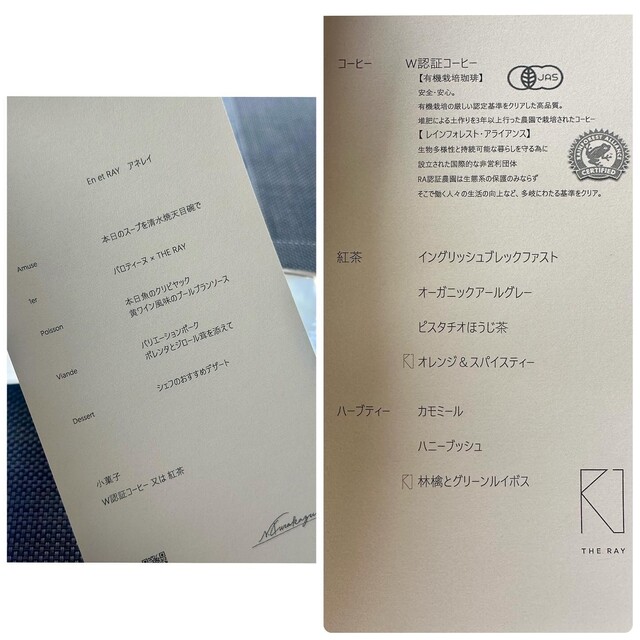 En et RAY アネレイ
Amuse
本日のスープを清水焼天目碗で
1er
バロティーヌ × THE RAY
Poisson
本日魚のクリビヤック
黄ワイン風味のブールブランソース
Viande
バリエーションポーク
ポレンタとジロール茸を添えて
Dessert
シェフのおすすめデザート
小菓子
W認証コーヒー 又は 紅茶
コーヒー W認証コーヒー
【有機栽培珈琲】
JAS
安全・安心。
有機栽培の厳しい認定基準をクリアした高品質。
堆肥による土作りを3年以上行った農園で栽培されたコーヒー
【 レインフォレスト・アライアンス】
生物多様性と持続可能な暮らしを守る為に
設立された国際的な非営利団体
RA認証農園は生態系の保護のみならず
そこで働く人々の生活の向上など、多岐にわたる基準をクリア。
RAINFOREST ALLIANCE
CERTIFIED
紅茶 イングリッシュブレックファスト
オーガニックアールグレー
ピスタチオほうじ茶
オレンジ＆スパイスティー
ハーブティー カモミール
ハニーブッシュ
林檎とグリーンルイボス
THE RAY